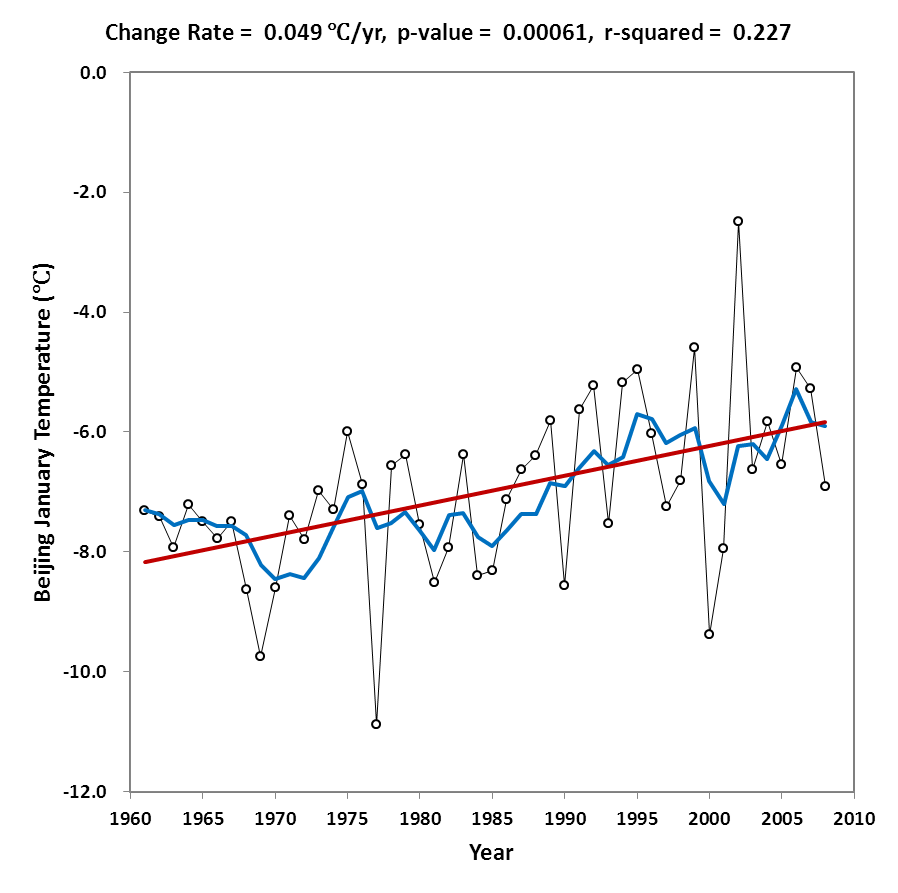 Change Rate = 0.049 ℃/yr, p-value = 0.00061, r-squared = 0.227
0.0
-2.0
-4.0
-6.0
-8.0
-10.0
-12.0
Beijing January Temperature (℃)
1960 1965 1970 1975 1980 1985 1990 1995 2000 2005 2010
Year